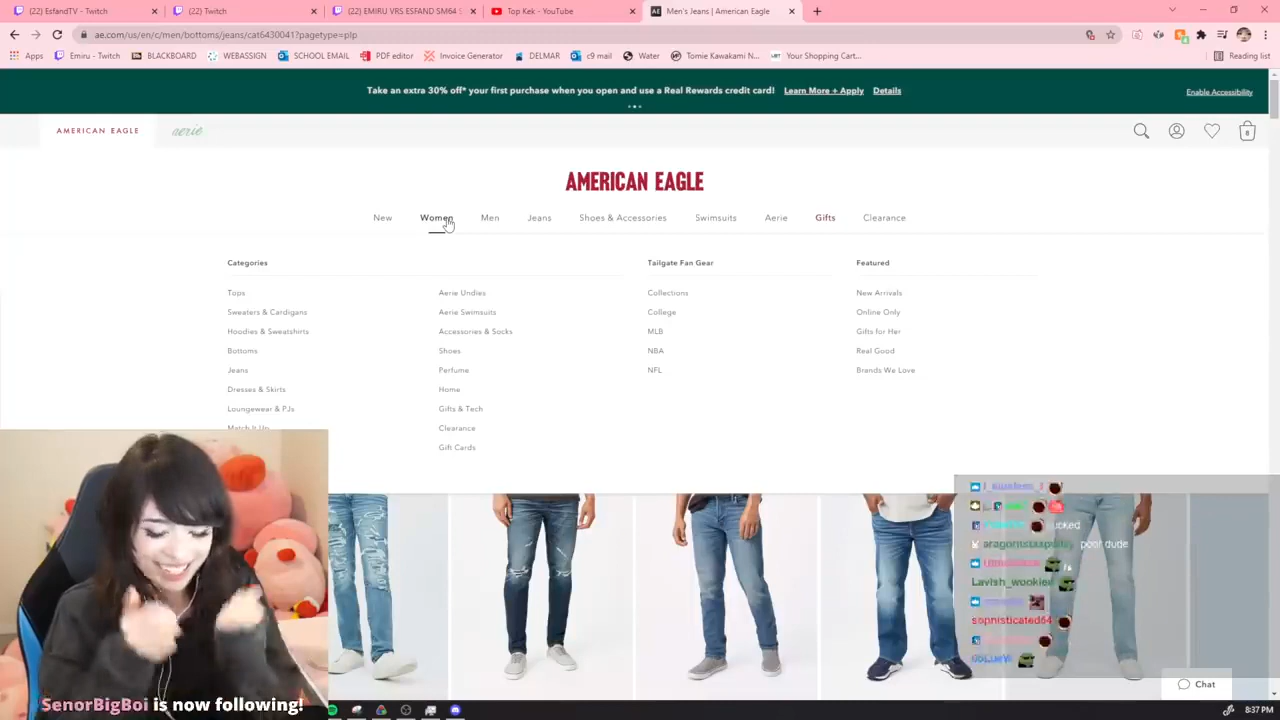 (22) EsfandTV - Twitch
(22) Twitch
(22) EMIRU VRS ESFAND SM64 S
Top Kek - YouTube
Men's Jeans | American Eagle
ae.com/us/en/c/men/bottoms/jeans/cat6430041?pagetype=plp
Apps
Emiru - Twitch
BLACKBOARD
WEBASSIGN
SCHOOL EMAIL
PDF editor
Invoice Generator
DELMAR
c9 mail
Water
Tomie Kawakami N...
Your Shopping Cart...
Reading list
Take an extra 30% off* your first purchase when you open and use a Real Rewards credit card! Learn More + Apply Details
Enable Accessibility
AMERICAN EAGLE
aerie
8
AMERICAN EAGLE
New
Women
Men
Jeans
Shoes & Accessories
Swimsuits
Aerie
Gifts
Clearance
Categories
Tops
Sweaters & Cardigans
Hoodies & Sweatshirts
Bottoms
Jeans
Dresses & Skirts
Loungewear & PJs
Match It Up
Aerie Undies
Aerie Swimsuits
Accessories & Socks
Shoes
Perfume
Home
Gifts & Tech
Clearance
Gift Cards
Tailgate Fan Gear
Collections
College
MLB
NBA
NFL
Featured
New Arrivals
Online Only
Gifts for Her
Real Good
Brands We Love
poor dude
Lavish_wookie
sophisticated64
Chat
SenorBigBoi is now following!
8:37 PM